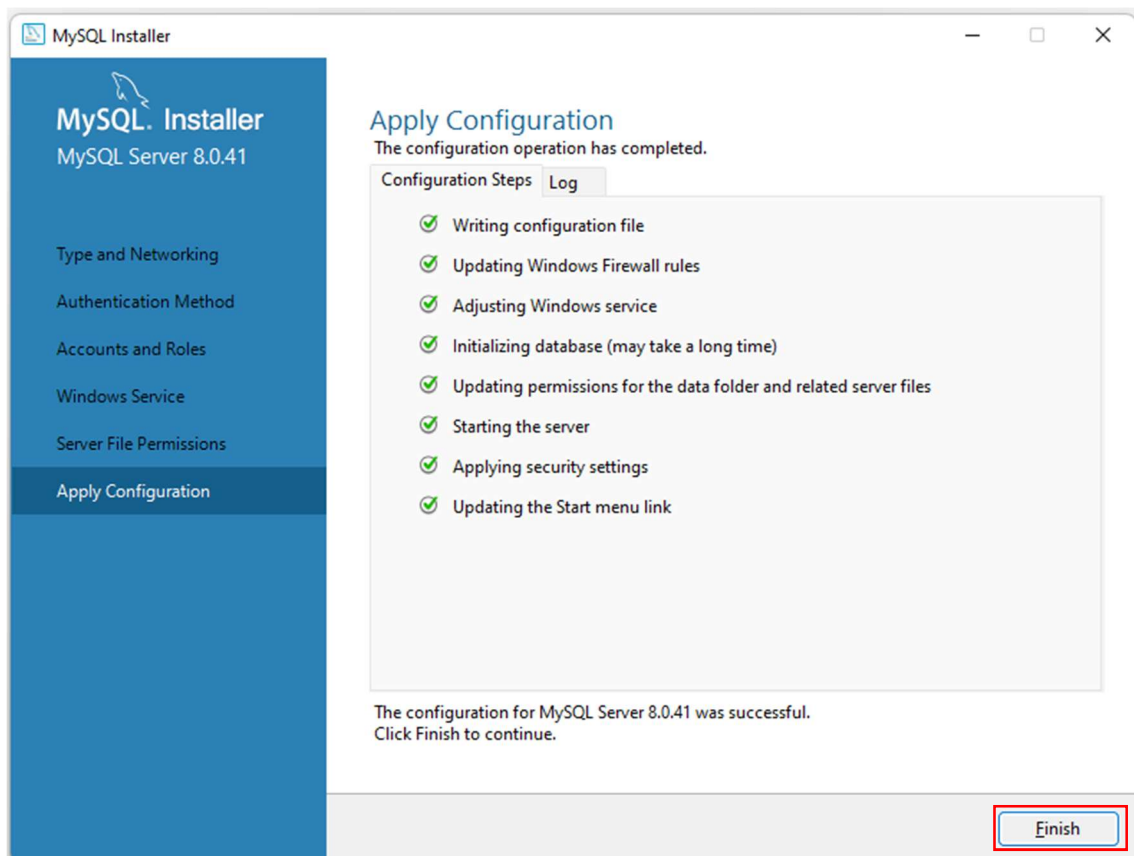 MySQL Installer
MySQL. Installer
MySQL Server 8.0.41
Type and Networking
Authentication Method
Accounts and Roles
Windows Service
Server File Permissions
Apply Configuration
Apply Configuration
The configuration operation has completed.
Configuration Steps Log
Writing configuration file
Updating Windows Firewall rules
Adjusting Windows service
Initializing database (may take a long time)
Updating permissions for the data folder and related server files
Starting the server
Applying security settings
Updating the Start menu link
The configuration for MySQL Server 8.0.41 was successful.
Click Finish to continue.
Finish